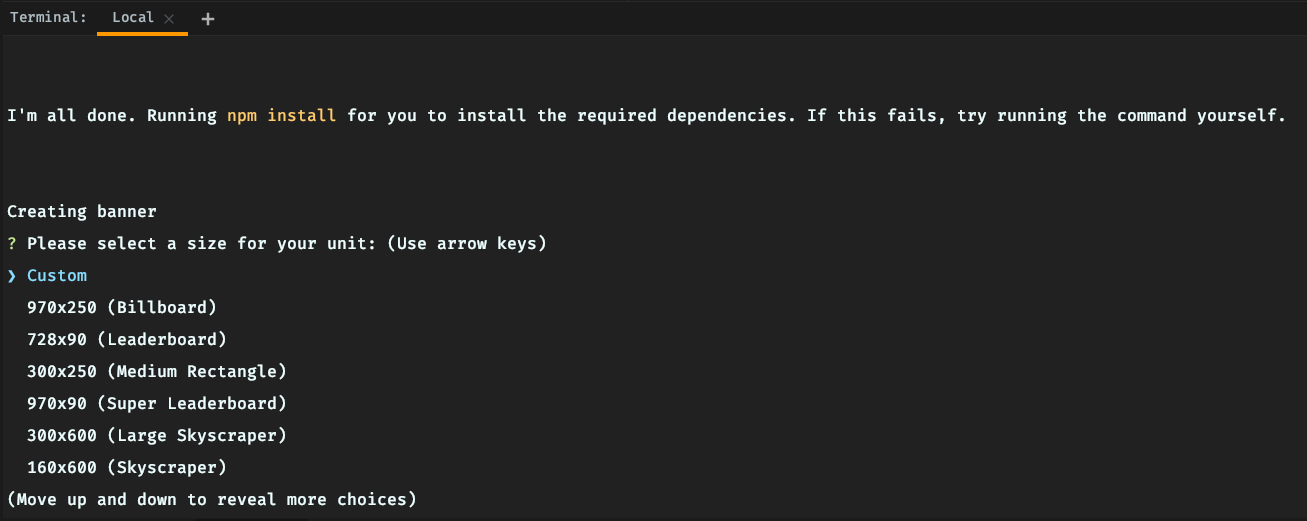 Terminal: Local × +
I'm all done. Running npm install for you to install the required dependencies. If this fails, try running the command yourself.
Creating banner
? Please select a size for your unit: (Use arrow keys)
❯ Custom
970x250 (Billboard)
728x90 (Leaderboard)
300x250 (Medium Rectangle)
970x90 (Super Leaderboard)
300x600 (Large Skyscraper)
160x600 (Skyscraper)
(Move up and down to reveal more choices)